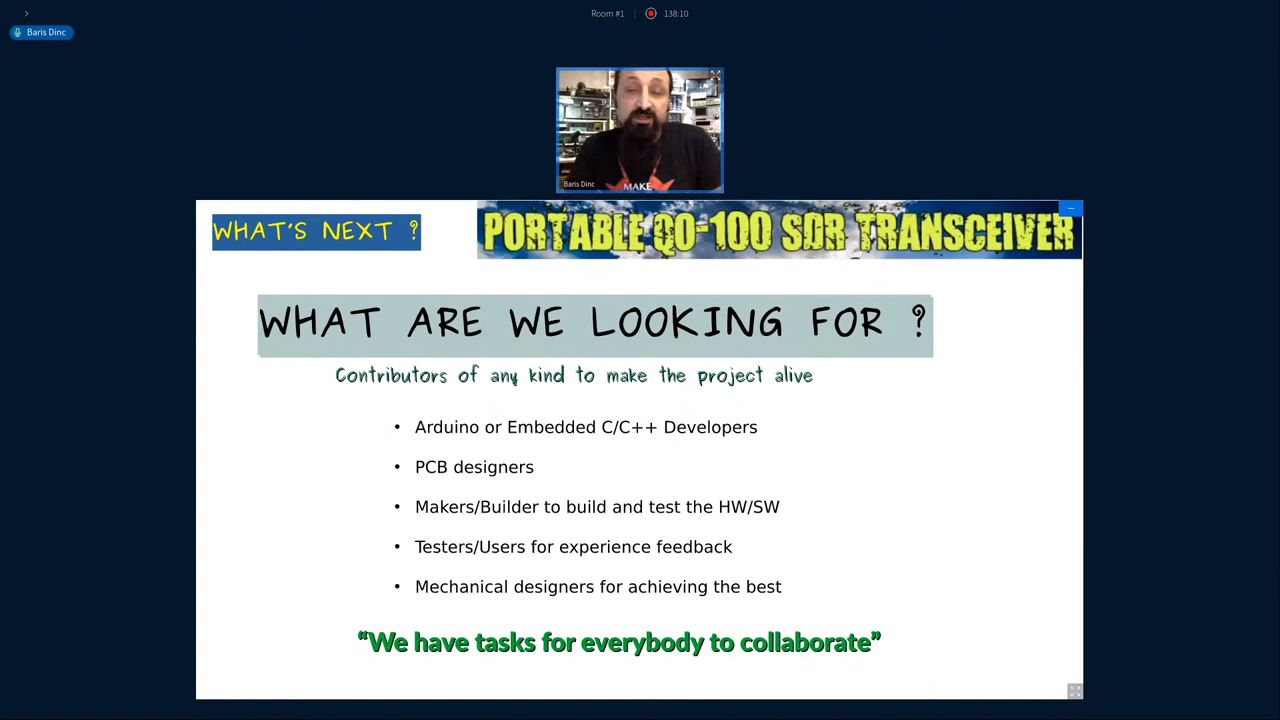 Room #1
138:10
Baris Dinc
Baris Dinc
MAKE
WHAT'S NEXT ?
PORTABLE QO-100 SDR TRANSCEIVER
WHAT ARE WE LOOKING FOR ?
Contributors of any kind to make the project alive
• Arduino or Embedded C/C++ Developers
• PCB designers
• Makers/Builder to build and test the HW/SW
• Testers/Users for experience feedback
• Mechanical designers for achieving the best
“We have tasks for everybody to collaborate”